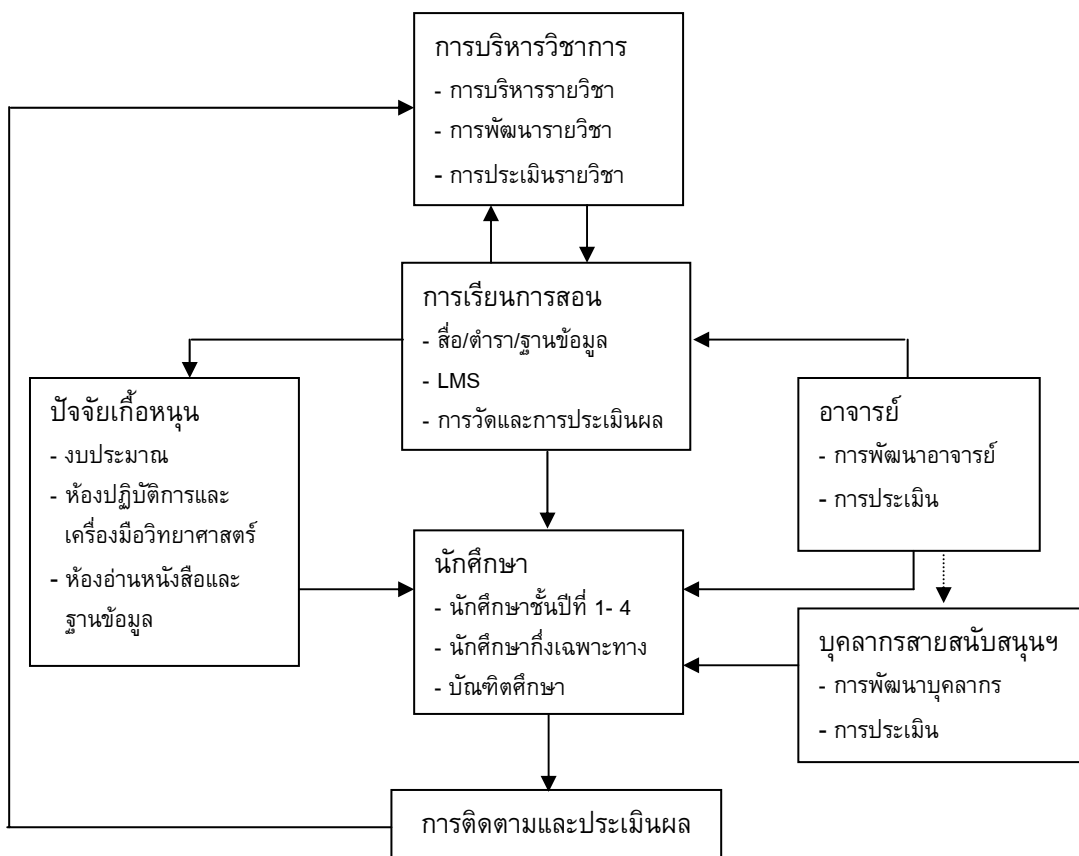 การบริหารวิชาการ
- การบริหารรายวิชา
- การพัฒนารายวิชา
- การประเมินรายวิชา
การเรียนการสอน
- สื่อ/ตำรา/ฐานข้อมูล
- LMS
- การวัดและการประเมินผล
ปัจจัยเกื้อหนุน
- งบประมาณ
- ห้องปฏิบัติการและ
เครื่องมือวิทยาศาสตร์
- ห้องอ่านหนังสือและ
ฐานข้อมูล
อาจารย์
- การพัฒนาอาจารย์
- การประเมิน
นักศึกษา
- นักศึกษาชั้นปีที่ 1- 4
- นักศึกษากึ่งเฉพาะทาง
- บัณฑิตศึกษา
บุคลากรสายสนับสนุนฯ
- การพัฒนาบุคลากร
- การประเมิน
การติดตามและประเมินผล